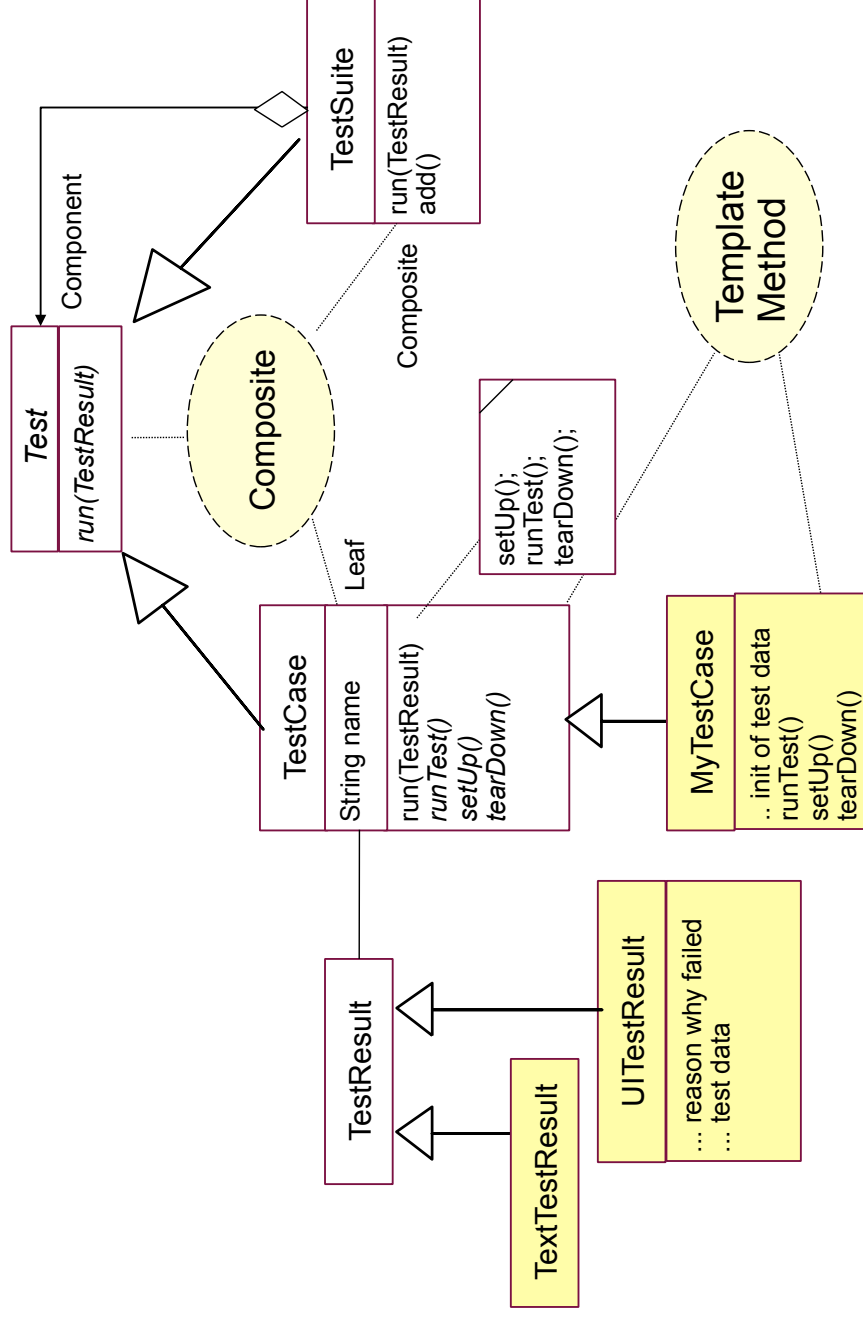 Test
run(TestResult)
Component
TestSuite
run(TestResult)
add()
Composite
Composite
Leaf
TestCase
String name
run(TestResult)
runTest()
setUp()
tearDown()
setUp();
runTest();
tearDown();
Template
Method
TestResult
TextTestResult
UITestResult
... reason why failed
... test data
MyTestCase
.. init of test data
runTest()
setUp()
tearDown()